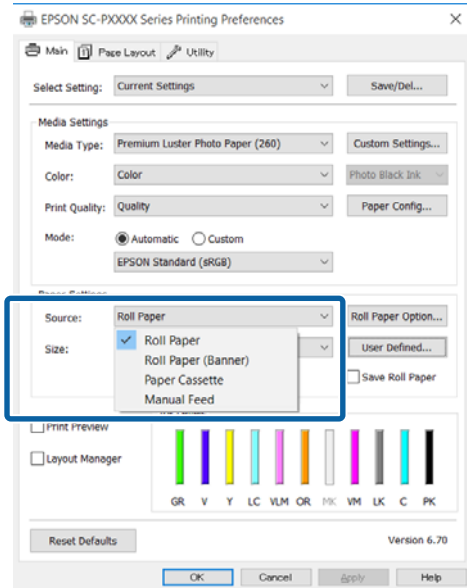 EPSON SC-PXXXX Series Printing Preferences
Main Page Layout Utility
Select Setting: Current Settings Save/Del...
Media Settings
Media Type: Premium Luster Photo Paper (260) Custom Settings...
Color: Color Photo Black Ink
Print Quality: Quality Paper Config...
Mode: Automatic Custom
EPSON Standard (sRGB)
Paper Settings
Source: Roll Paper Roll Paper Option...
Roll Paper
Size: User Defined...
Roll Paper (Banner)
Paper Cassette Save Roll Paper
Manual Feed
Print Preview
Layout Manager
GR V Y LC VLM OR MK VM LK C PK
Reset Defaults Version 6.70
OK Cancel Apply Help